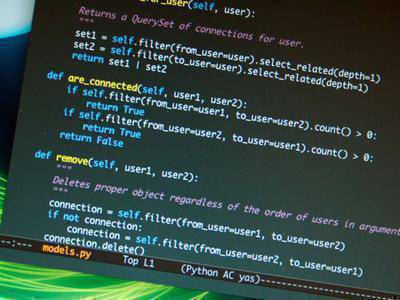 _for_user(self, user):
"""
Returns a QuerySet of connections for user.
"""
set1 = self.filter(from_user=user).select_related(depth=1)
set2 = self.filter(to_user=user).select_related(depth=1)
return set1 | set2
def are_connected(self, user1, user2):
if self.filter(from_user=user1, to_user=user2).count() > 0:
return True
if self.filter(from_user=user2, to_user=user1).count() > 0:
return True
return False
def remove(self, user1, user2):
"""
Deletes proper object regardless of the order of users in argument
"""
connection = self.filter(from_user=user1, to_user=user2)
if not connection:
connection = self.filter(from_user=user2, to_user=user1)
connection.delete()
--:--- models.py Top L1 (Python AC yas)